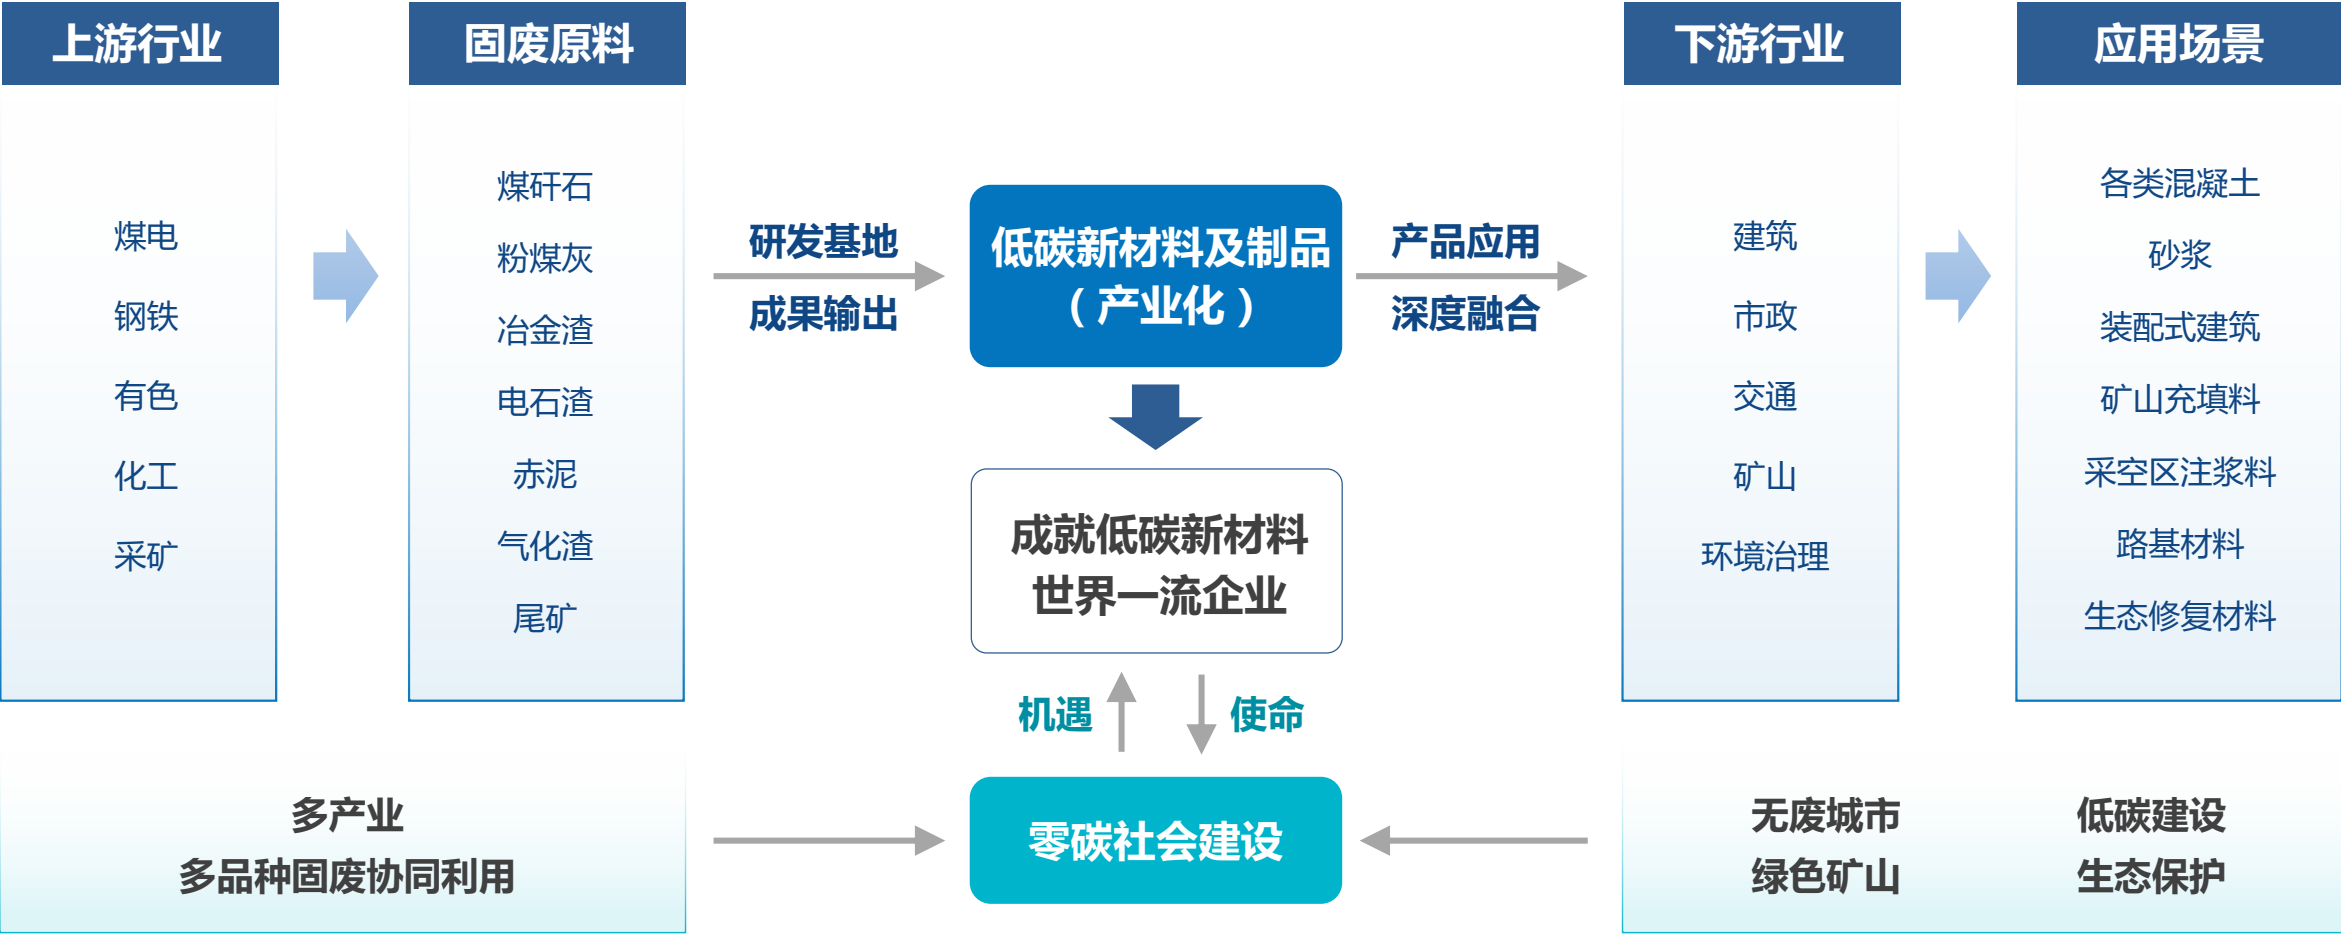 上游行业
煤电
钢铁
有色
化工
采矿
固废原料
煤矸石
粉煤灰
冶金渣
电石渣
赤泥
气化渣
尾矿
研发基地
成果输出
低碳新材料及制品
（产业化）
产品应用
深度融合
成就低碳新材料
世界一流企业
机遇
使命
零碳社会建设
下游行业
建筑
市政
交通
矿山
环境治理
应用场景
各类混凝土
砂浆
装配式建筑
矿山充填料
采空区注浆料
路基材料
生态修复材料
多产业
多品种固废协同利用
无废城市
绿色矿山
低碳建设
生态保护